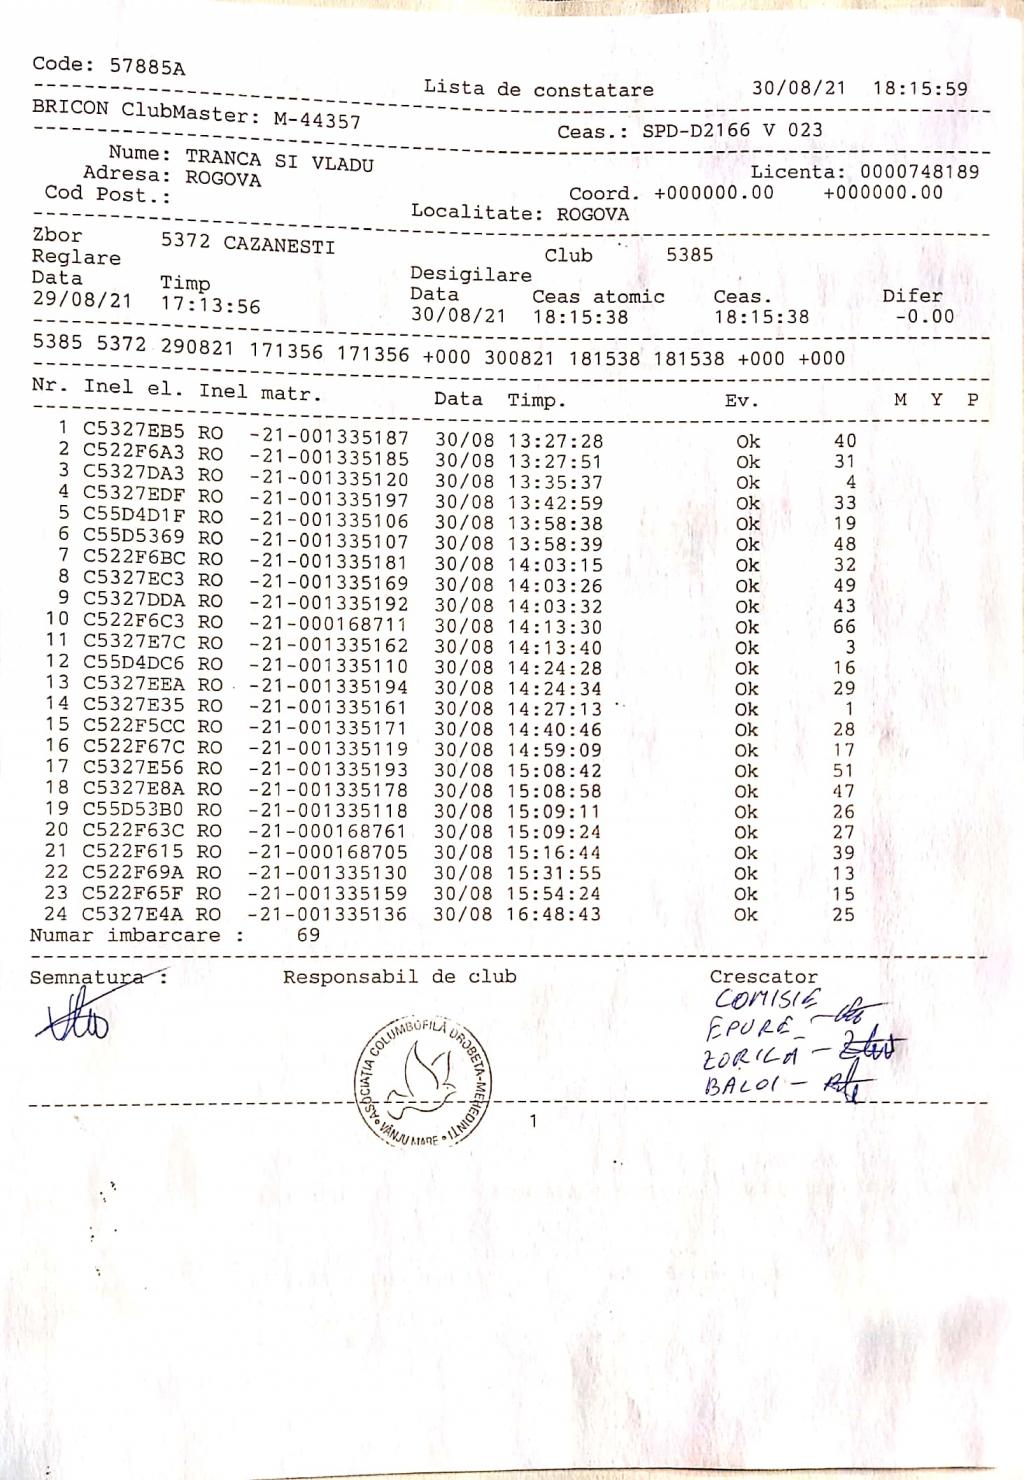 Code: 57885A
Lista de constatare 30/08/21 18:15:59
BRICON ClubMaster: M-44357 Ceas.: SPD-D2166 V 023
Nume: TRANCA SI VLADU Licenta: 0000748189
Adresa: ROGOVA Coord. +000000.00 +000000.00
Cod Post.: Localitate: ROGOVA
Zbor 5372 CAZANESTI Club 5385
Reglare Desigilare
Data Timp Data Ceas atomic Ceas. Difer
29/08/21 17:13:56 30/08/21 18:15:38 18:15:38 -0.00
5385 5372 290821 171356 171356 +000 300821 181538 181538 +000 +000
Nr. Inel el. Inel matr. Data Timp. Ev. M Y P
1 C5327EB5 RO -21-001335187 30/08 13:27:28 Ok 40
2 C522F6A3 RO -21-001335185 30/08 13:27:51 Ok 31
3 C5327DA3 RO -21-001335120 30/08 13:35:37 Ok 4
4 C5327EDF RO -21-001335197 30/08 13:42:59 Ok 33
5 C55D4D1F RO -21-001335106 30/08 13:58:38 Ok 19
6 C55D5369 RO -21-001335107 30/08 13:58:39 Ok 48
7 C522F6BC RO -21-001335181 30/08 14:03:15 Ok 32
8 C5327EC3 RO -21-001335169 30/08 14:03:26 Ok 49
9 C5327DDA RO -21-001335192 30/08 14:03:32 Ok 43
10 C522F6C3 RO -21-000168711 30/08 14:13:30 Ok 66
11 C5327E7C RO -21-001335162 30/08 14:13:40 Ok 3
12 C55D4DC6 RO -21-001335110 30/08 14:24:28 Ok 16
13 C5327EEA RO -21-001335194 30/08 14:24:34 Ok 29
14 C5327E35 RO -21-001335161 30/08 14:27:13 Ok 1
15 C522F5CC RO -21-001335171 30/08 14:40:46 Ok 28
16 C522F67C RO -21-001335119 30/08 14:59:09 Ok 17
17 C5327E56 RO -21-001335193 30/08 15:08:42 Ok 51
18 C5327E8A RO -21-001335178 30/08 15:08:58 Ok 47
19 C55D53B0 RO -21-001335118 30/08 15:09:11 Ok 26
20 C522F63C RO -21-000168761 30/08 15:09:24 Ok 27
21 C522F615 RO -21-000168705 30/08 15:16:44 Ok 39
22 C522F69A RO -21-001335130 30/08 15:31:55 Ok 13
23 C522F65F RO -21-001335159 30/08 15:54:24 Ok 15
24 C5327E4A RO -21-001335136 30/08 16:48:43 Ok 25
Numar imbarcare : 69
Semnatura : Responsabil de club Crescator
COMISIE
EPURE -
ZORILA -
BALOI -
ASOCIATIA COLUMBOFILĂ DROBETA-MEHEDINTI
VÂNJU MARE
1